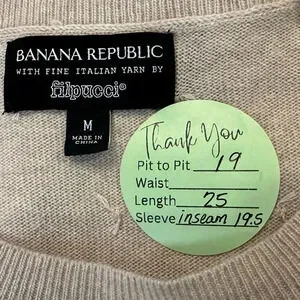 BANANA REPUBLIC
WITH FINE ITALIAN YARN BY
filpucci®
M
MADE IN
CHINA
Thank You
Pit to Pit 19
Waist
Length 25
Sleeve inseam 19.5